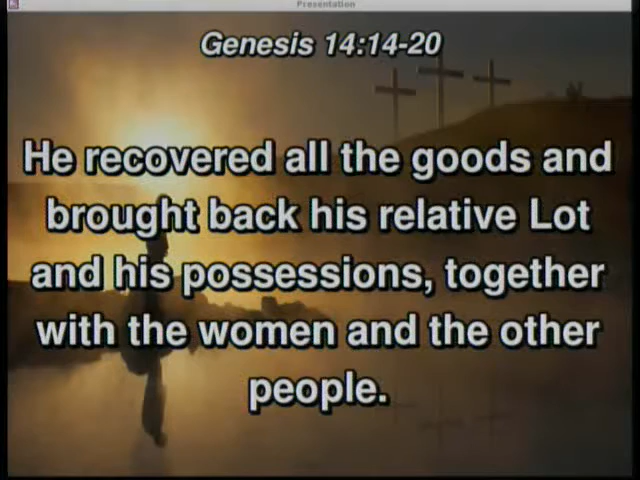 Presentation
Genesis 14:14-20
He recovered all the goods and
brought back his relative Lot
and his possessions, together
with the women and the other
people.